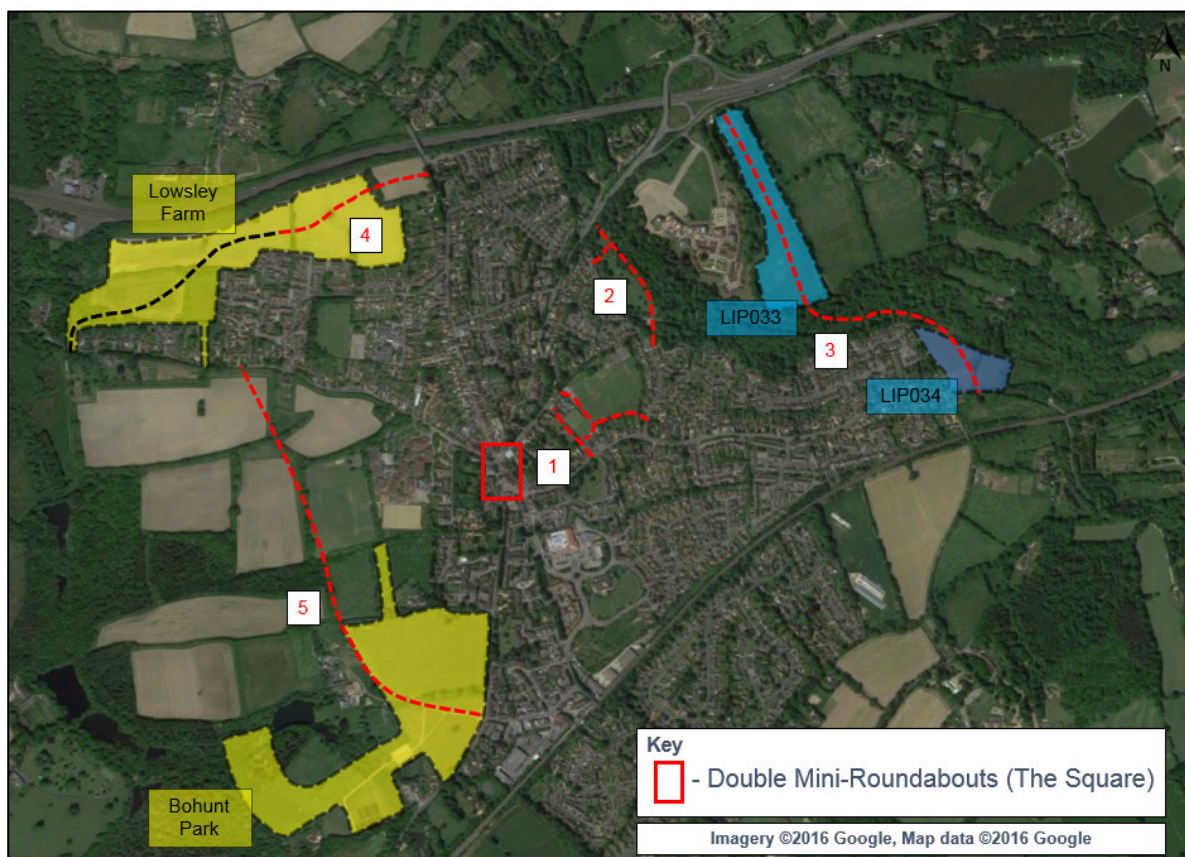 N
Lowsley
Farm
4
2
LIP033
3
LIP034
1
5
Bohunt
Park
Key
- Double Mini-Roundabouts (The Square)
Imagery ©2016 Google, Map data ©2016 Google